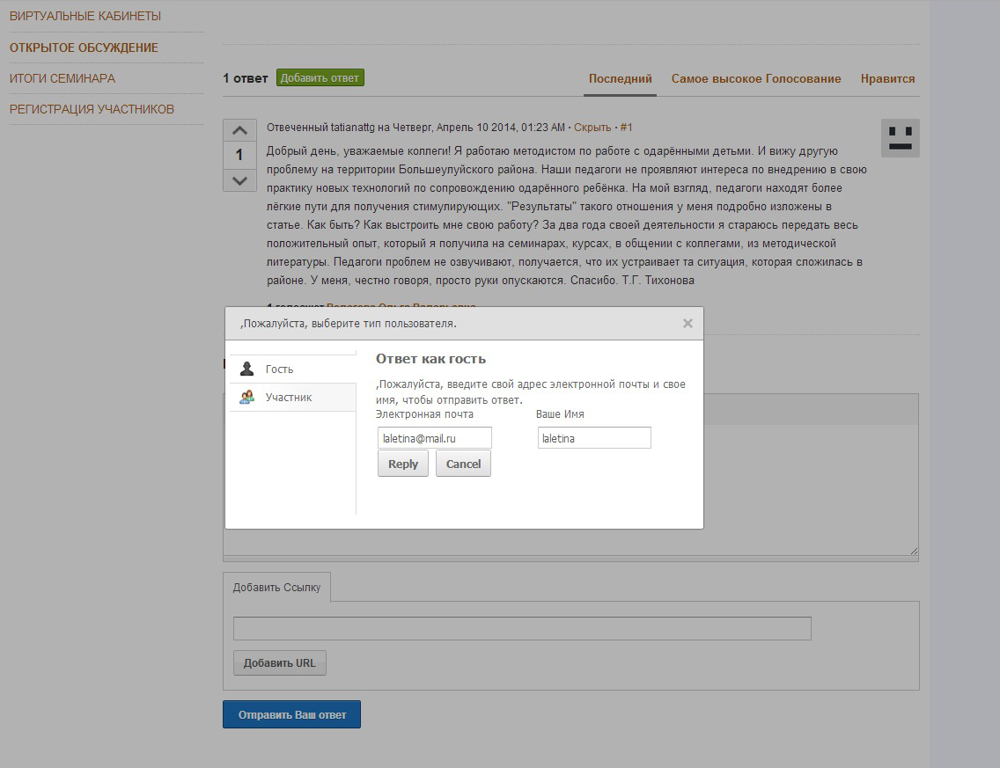 ВИРТУАЛЬНЫЕ КАБИНЕТЫ
ОТКРЫТОЕ ОБСУЖДЕНИЕ
ИТОГИ СЕМИНАРА
РЕГИСТРАЦИЯ УЧАСТНИКОВ
1 ответ Добавить ответ Последний Самое высокое Голосование Нравится
Отвеченный tatianattg на Четверг, Апрель 10 2014, 01:23 AM · Скрыть · #1
1
Добрый день, уважаемые коллеги! Я работаю методистом по работе с одарёнными детьми. И вижу другую
проблему на территории Большеулуйского района. Наши педагоги не проявляют интереса по внедрению в свою
практику новых технологий по сопровождению одарённого ребёнка. На мой взгляд, педагоги находят более
лёгкие пути для получения стимулирующих. "Результаты" такого отношения у меня подробно изложены в
статье. Как быть? Как выстроить мне свою работу? За два года своей деятельности я стараюсь передать весь
положительный опыт, который я получила на семинарах, курсах, в общении с коллегами, из методической
литературы. Педагоги проблем не озвучивают, получается, что их устраивает та ситуация, которая сложилась в
районе. У меня, честно говоря, просто руки опускаются. Спасибо. Т.Г. Тихонова
,Пожалуйста, выберите тип пользователя.
Гость
Участник
Ответ как гость
,Пожалуйста, введите свой адрес электронной почты и свое
имя, чтобы отправить ответ.
Электронная почта Ваше Имя
laletina@mail.ru laletina
Reply Cancel
Добавить Ссылку
Добавить URL
Отправить Ваш ответ